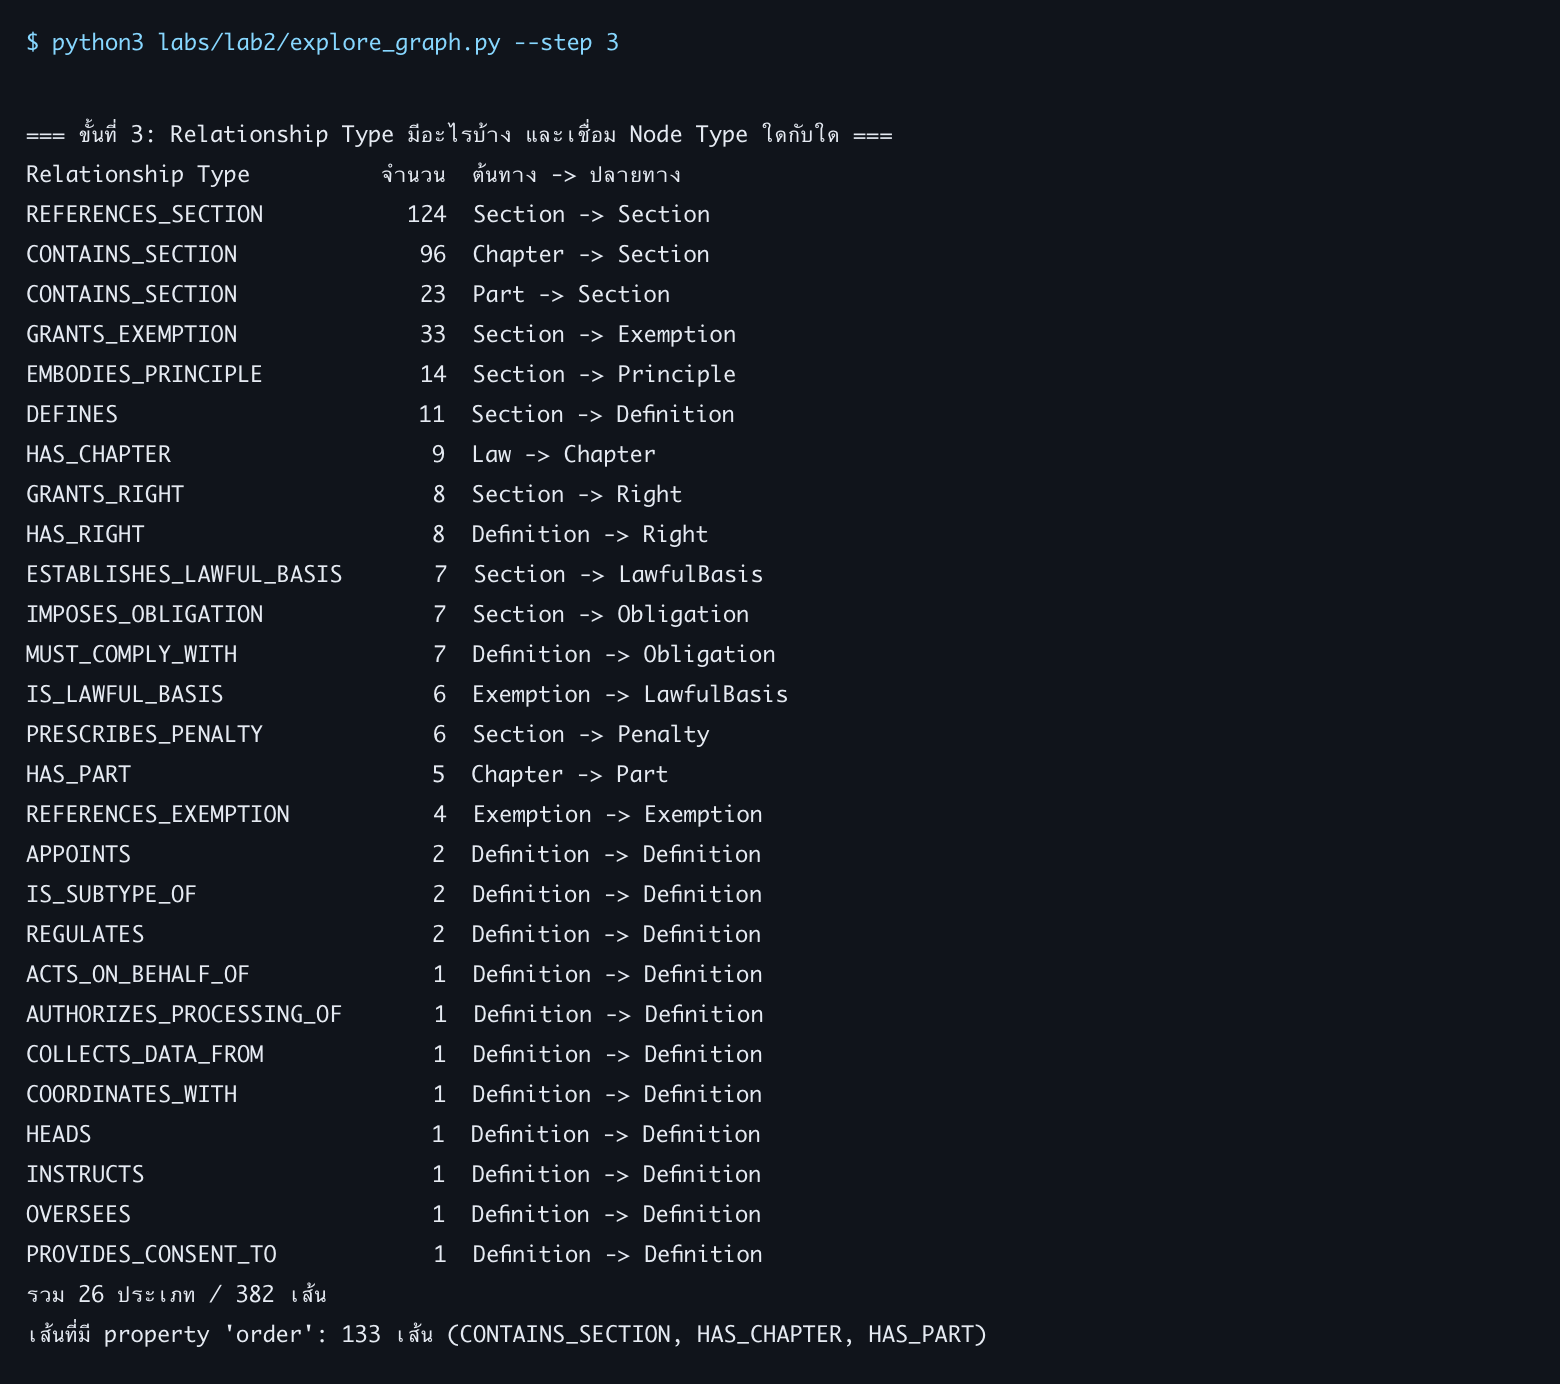 $ python3 labs/lab2/explore_graph.py --step 3
=== ขั้นที่ 3: Relationship Type มีอะไรบ้าง และเชื่อม Node Type ใดกับใด ===
Relationship Type จำนวน ต้นทาง -> ปลายทาง
REFERENCES_SECTION 124 Section -> Section
CONTAINS_SECTION 96 Chapter -> Section
CONTAINS_SECTION 23 Part -> Section
GRANTS_EXEMPTION 33 Section -> Exemption
EMBODIES_PRINCIPLE 14 Section -> Principle
DEFINES 11 Section -> Definition
HAS_CHAPTER 9 Law -> Chapter
GRANTS_RIGHT 8 Section -> Right
HAS_RIGHT 8 Definition -> Right
ESTABLISHES_LAWFUL_BASIS 7 Section -> LawfulBasis
IMPOSES_OBLIGATION 7 Section -> Obligation
MUST_COMPLY_WITH 7 Definition -> Obligation
IS_LAWFUL_BASIS 6 Exemption -> LawfulBasis
PRESCRIBES_PENALTY 6 Section -> Penalty
HAS_PART 5 Chapter -> Part
REFERENCES_EXEMPTION 4 Exemption -> Exemption
APPOINTS 2 Definition -> Definition
IS_SUBTYPE_OF 2 Definition -> Definition
REGULATES 2 Definition -> Definition
ACTS_ON_BEHALF_OF 1 Definition -> Definition
AUTHORIZES_PROCESSING_OF 1 Definition -> Definition
COLLECTS_DATA_FROM 1 Definition -> Definition
COORDINATES_WITH 1 Definition -> Definition
HEADS 1 Definition -> Definition
INSTRUCTS 1 Definition -> Definition
OVERSEES 1 Definition -> Definition
PROVIDES_CONSENT_TO 1 Definition -> Definition
รวม 26 ประเภท / 382 เส้น
เส้นที่มี property 'order': 133 เส้น (CONTAINS_SECTION, HAS_CHAPTER, HAS_PART)